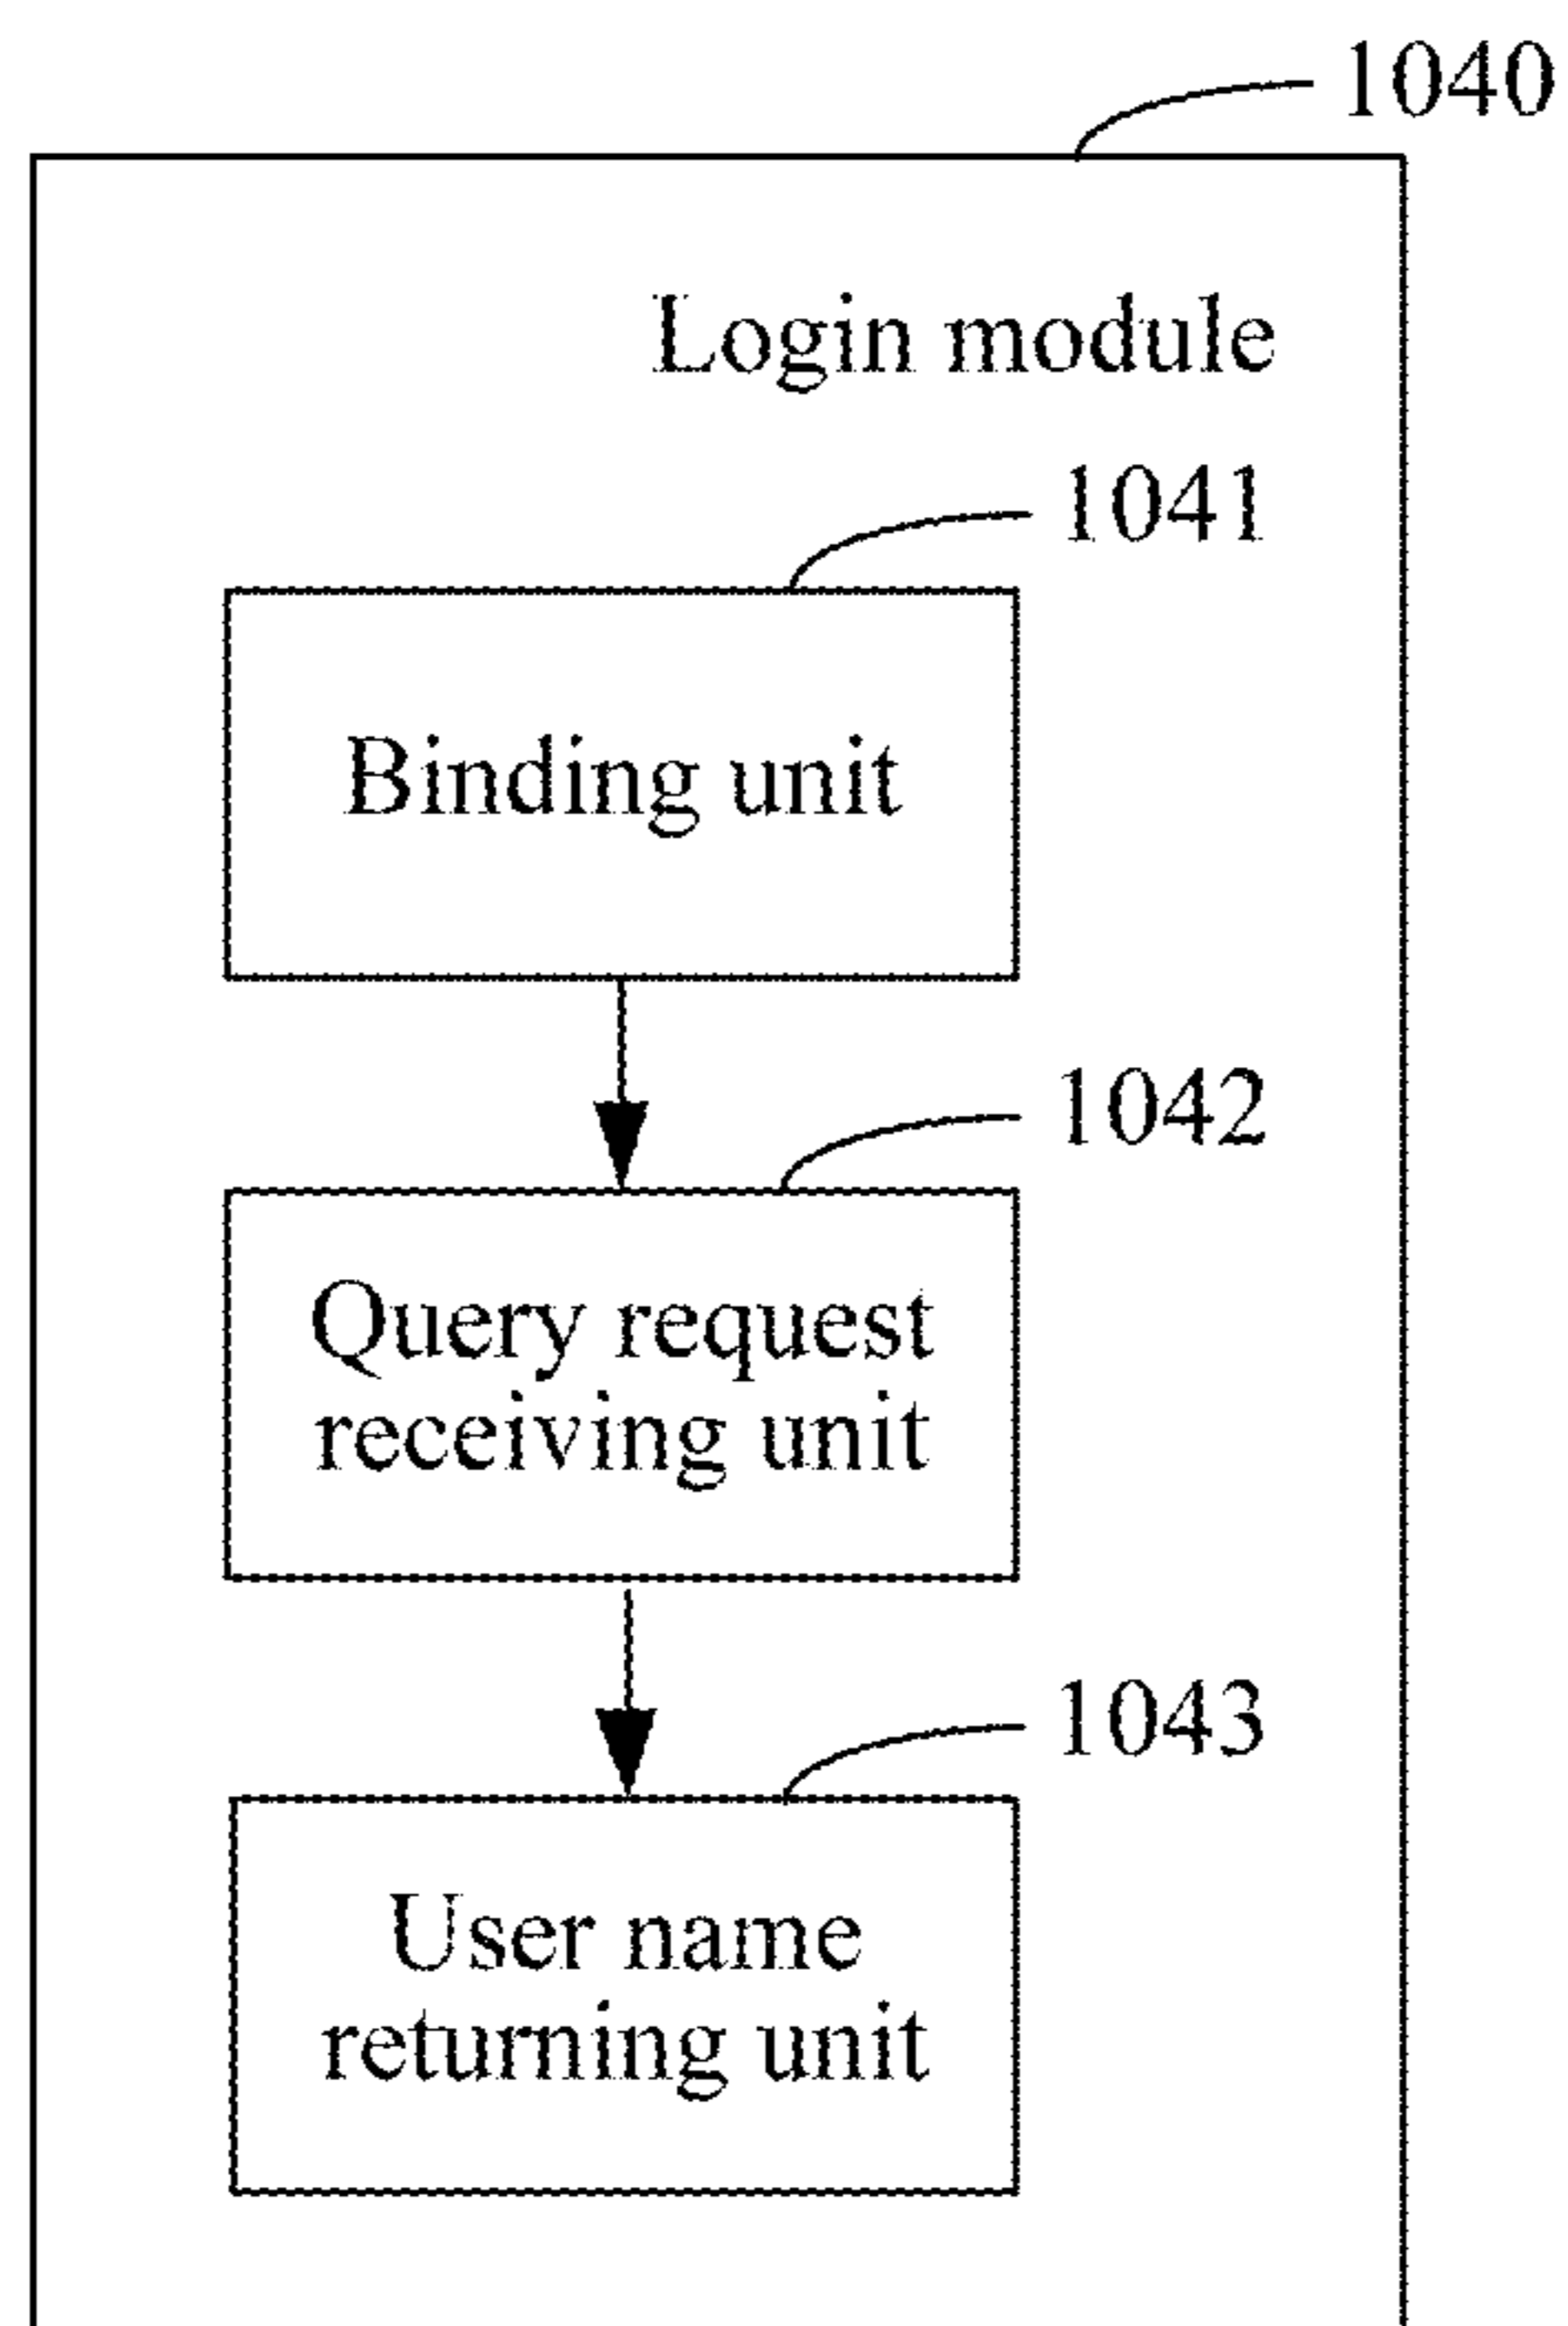 1040
Login module
1041
Binding unit
1042
Query request
receiving unit
1043
User name
returning unit